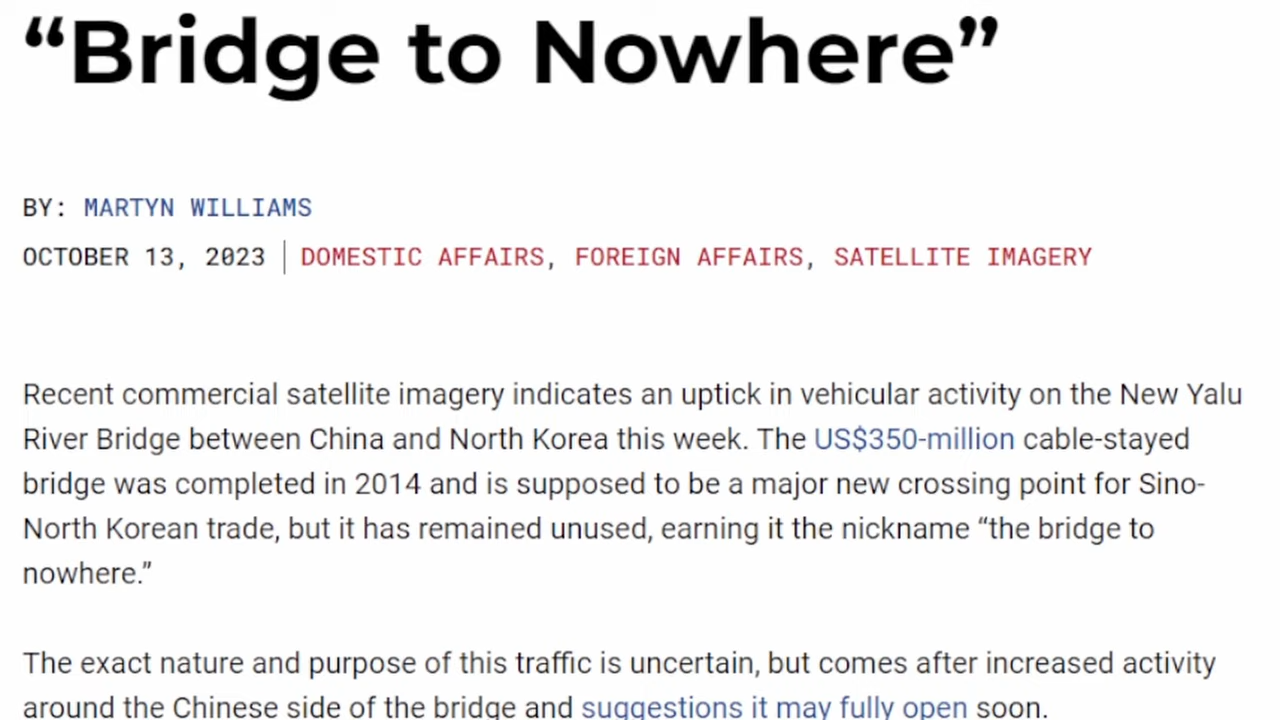 “Bridge to Nowhere”
BY: MARTYN WILLIAMS
OCTOBER 13, 2023 | DOMESTIC AFFAIRS, FOREIGN AFFAIRS, SATELLITE IMAGERY
Recent commercial satellite imagery indicates an uptick in vehicular activity on the New Yalu
River Bridge between China and North Korea this week. The US$350-million cable-stayed
bridge was completed in 2014 and is supposed to be a major new crossing point for Sino-
North Korean trade, but it has remained unused, earning it the nickname “the bridge to
nowhere.”
The exact nature and purpose of this traffic is uncertain, but comes after increased activity
around the Chinese side of the bridge and suggestions it may fully open soon.